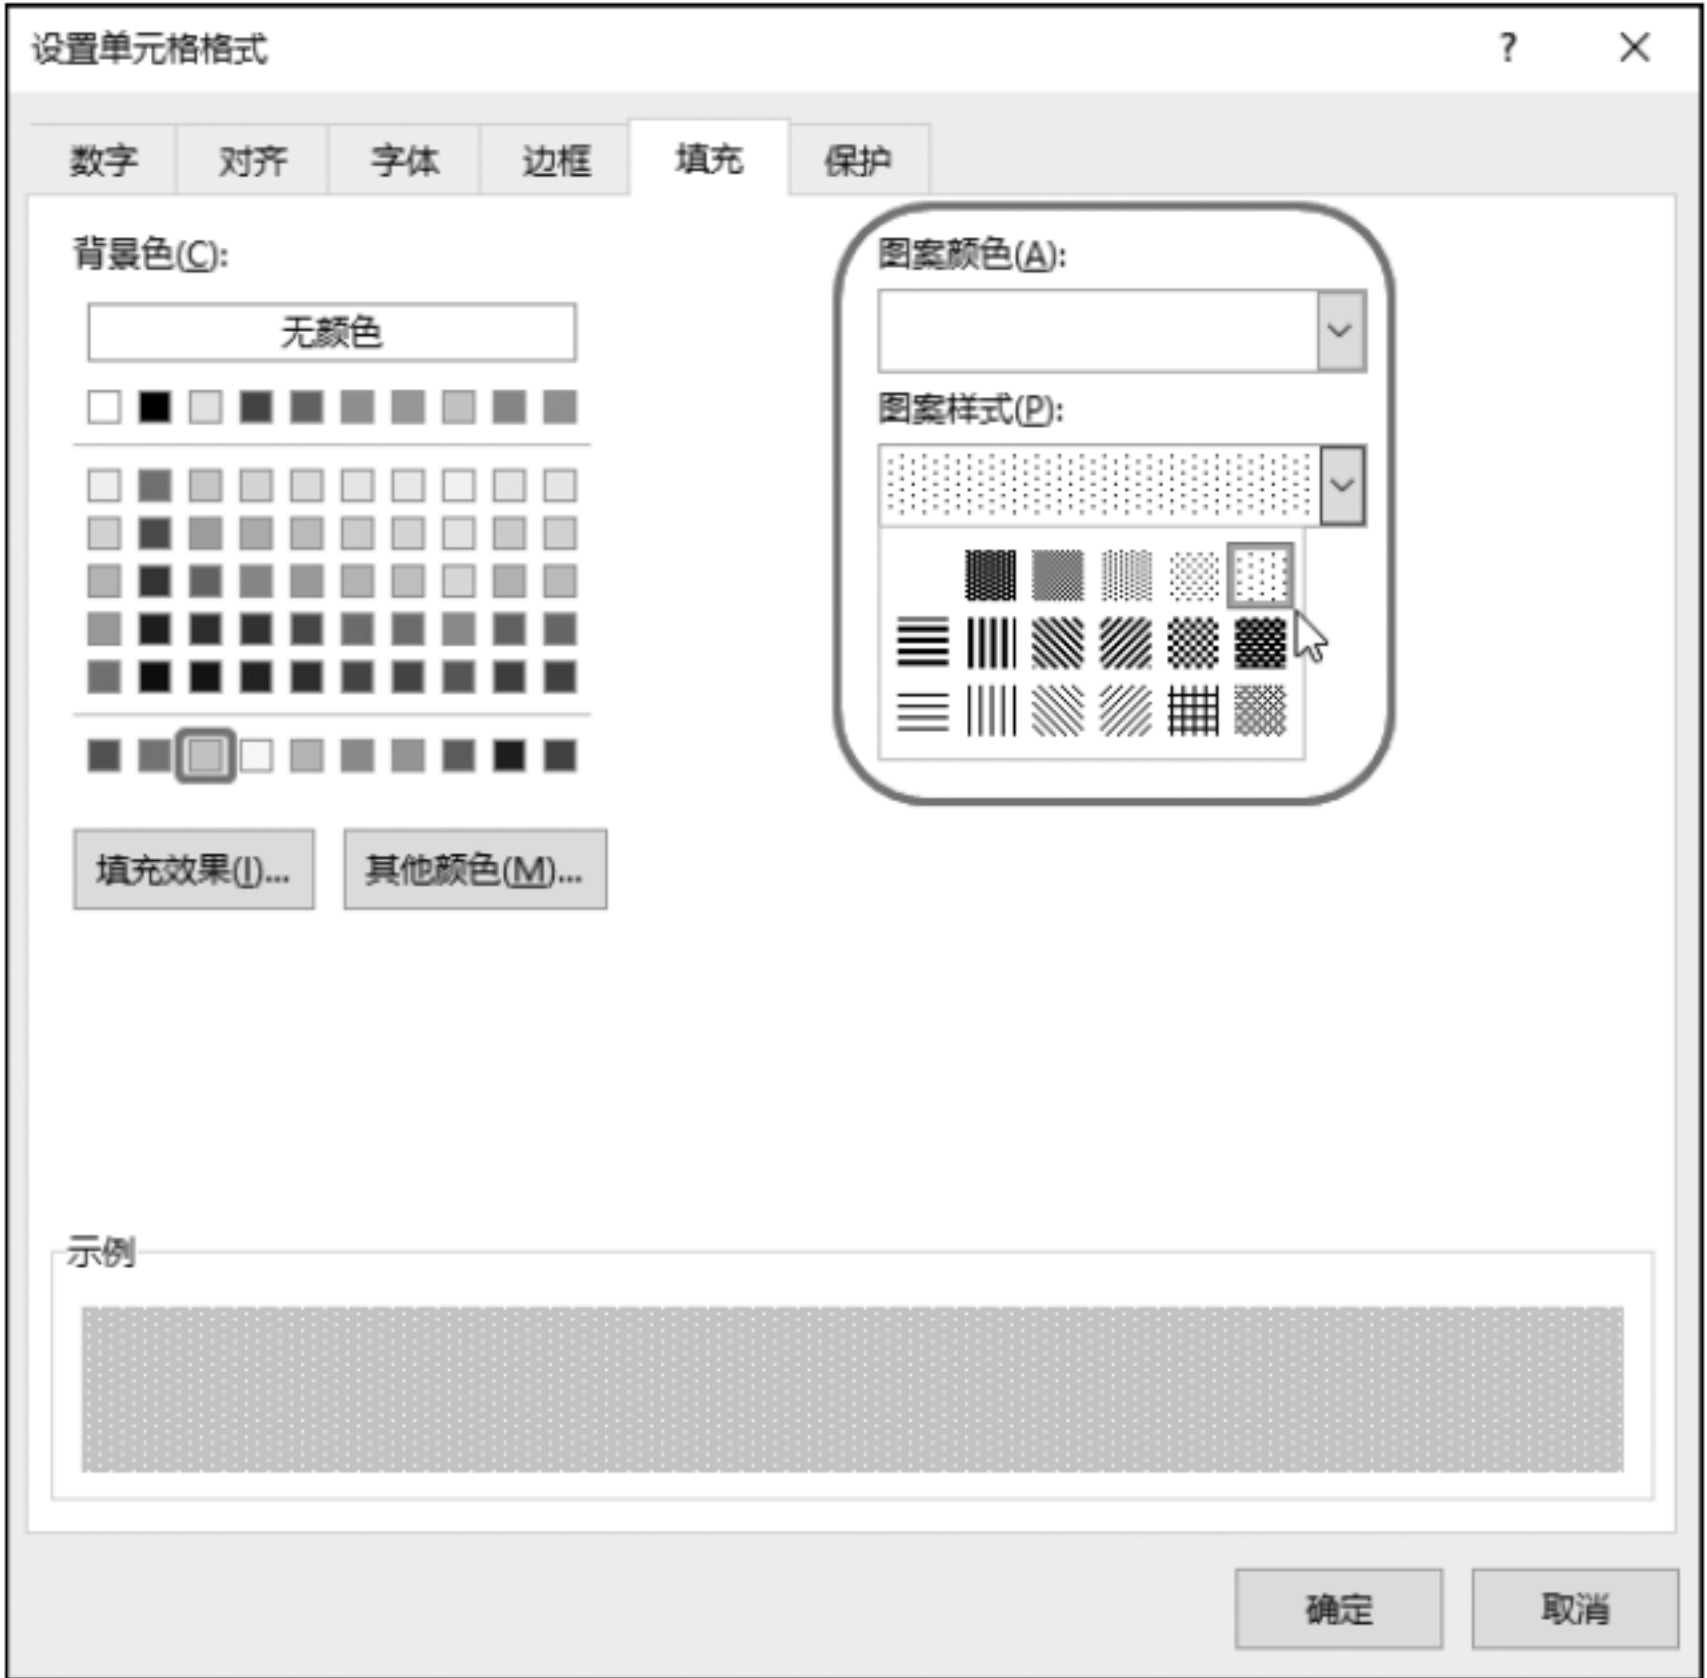 设置单元格格式 ?
数字 对齐 字体 边框 填充 保护
背景色(C):
无颜色
图案颜色(A):
图案样式(P):
填充效果(I)... 其他颜色(M)...
示例
确定 取消